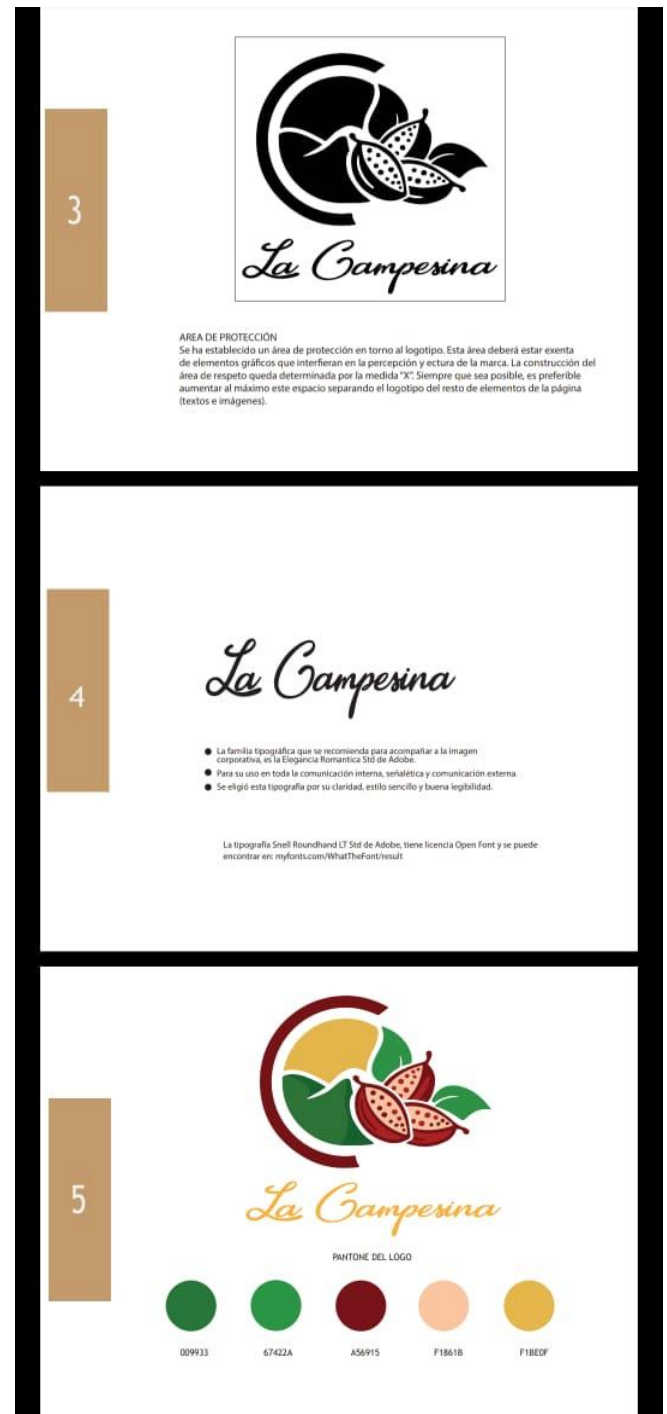 La Campesina
3
AREA DE PROTECCIÓN
Se ha establecido un área de protección en torno al logotipo. Esta área deberá estar exenta
de elementos gráficos que interfieran en la percepción y ectura de la marca. La construcción del
área de respeto queda determinada por la medida "X". Siempre que sea posible, es preferible
aumentar al máximo este espacio separando el logotipo del resto de elementos de la página
(textos e imágenes).
La Campesina
4
● La familia tipográfica que se recomienda para acompañar a la imagen
corporativa, es la Elegancia Romantica Std de Adobe.
● Para su uso en toda la comunicación interna, señalética y comunicación externa.
● Se eligió esta tipografía por su claridad, estilo sencillo y buena legibilidad.
La tipografía Snell Roundhand LT Std de Adobe, tiene licencia Open Font y se puede
encontrar en: myfonts.com/WhatTheFont/result
5
La Campesina
PANTONE DEL LOGO
009933 67422A A56915 F1861B F1BE0F